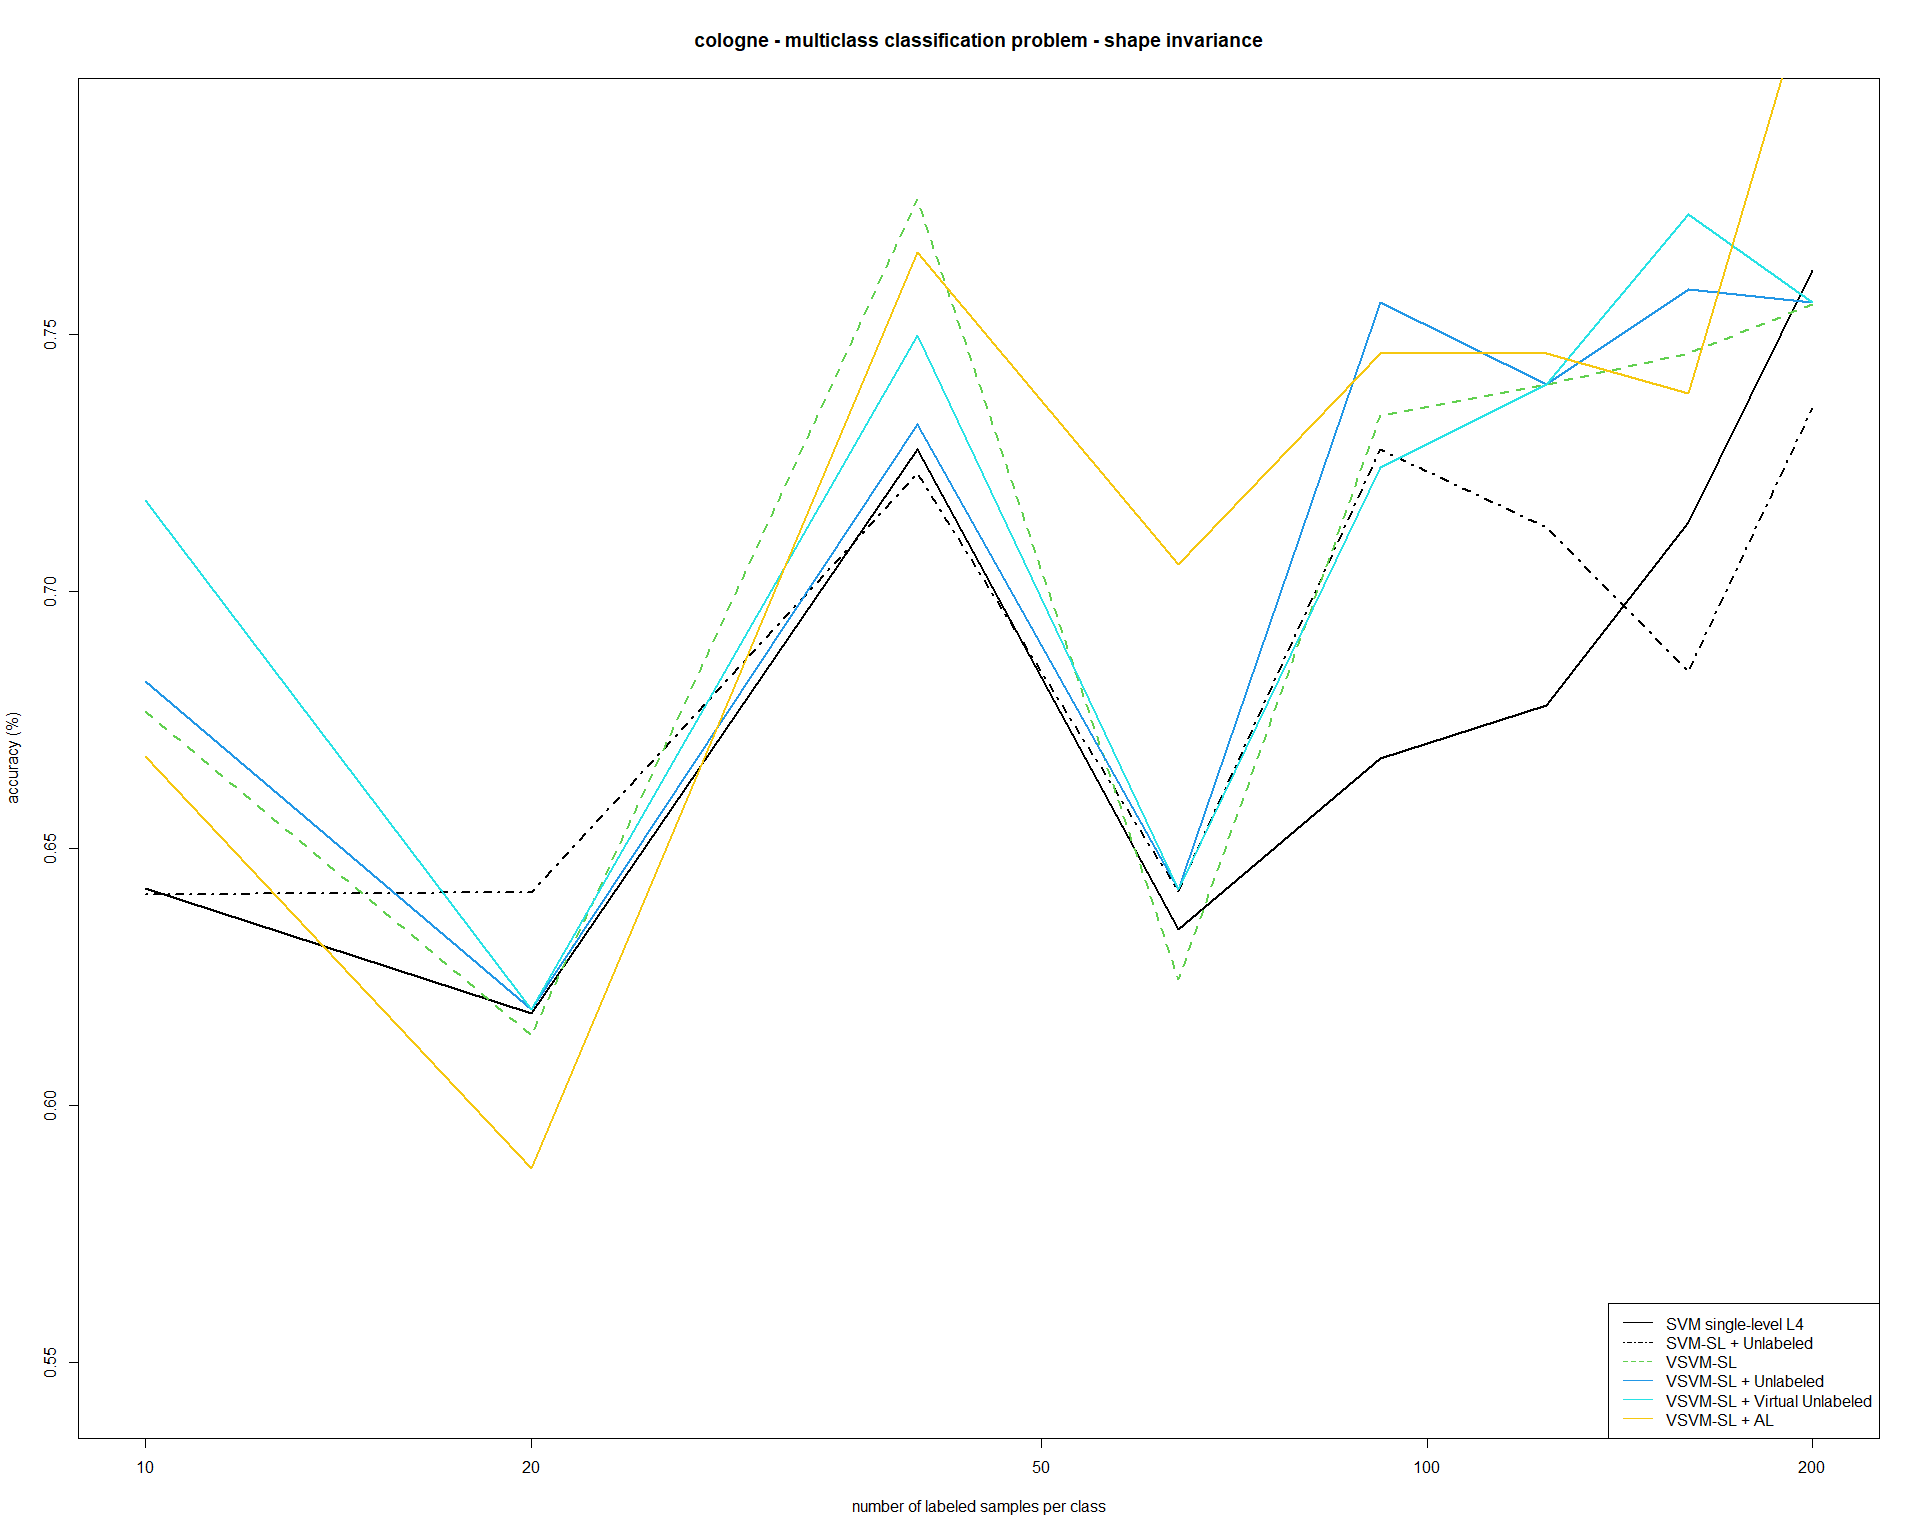 cologne - multiclass classification problem - shape invariance
accuracy (%)
0.75
0.70
0.65
0.60
0.55
10 20 50 100 200
number of labeled samples per class
SVM single-level L4
SVM-SL + Unlabeled
VSVM-SL
VSVM-SL + Unlabeled
VSVM-SL + Virtual Unlabeled
VSVM-SL + AL